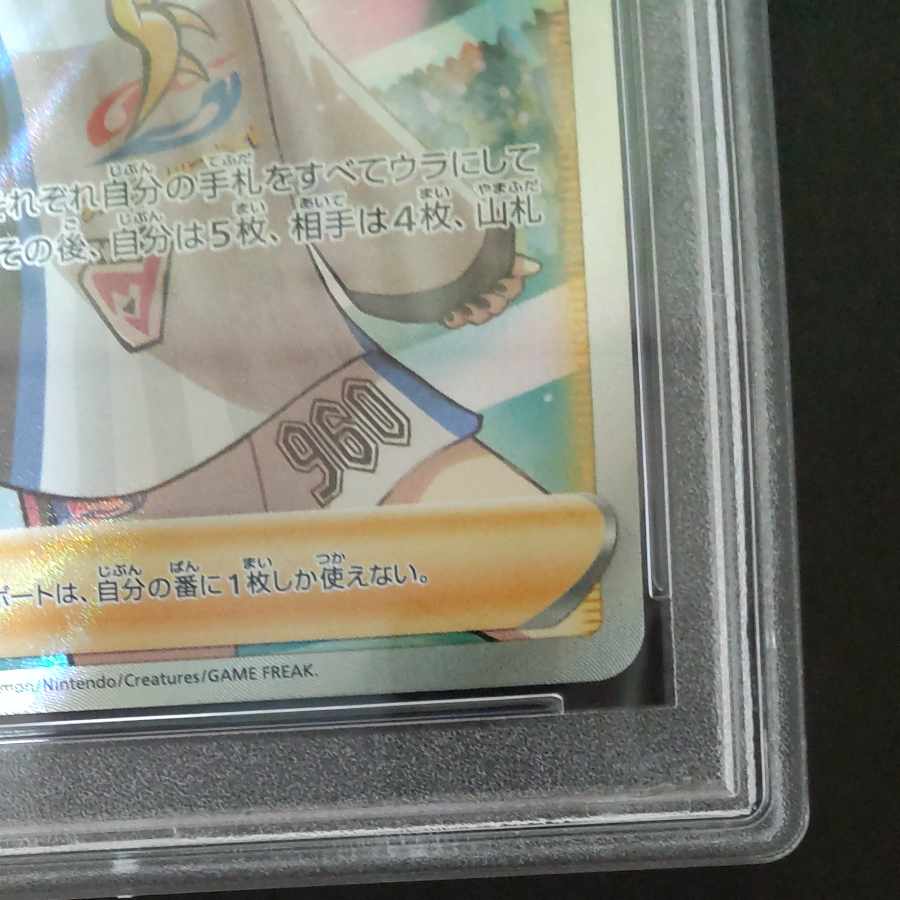 それぞれ自分の手札をすべてウラにして
その後、自分は5枚、相手は4枚、山札
960
ポートは、自分の番に1枚しか使えない。
mon/Nintendo/Creatures/GAME FREAK.